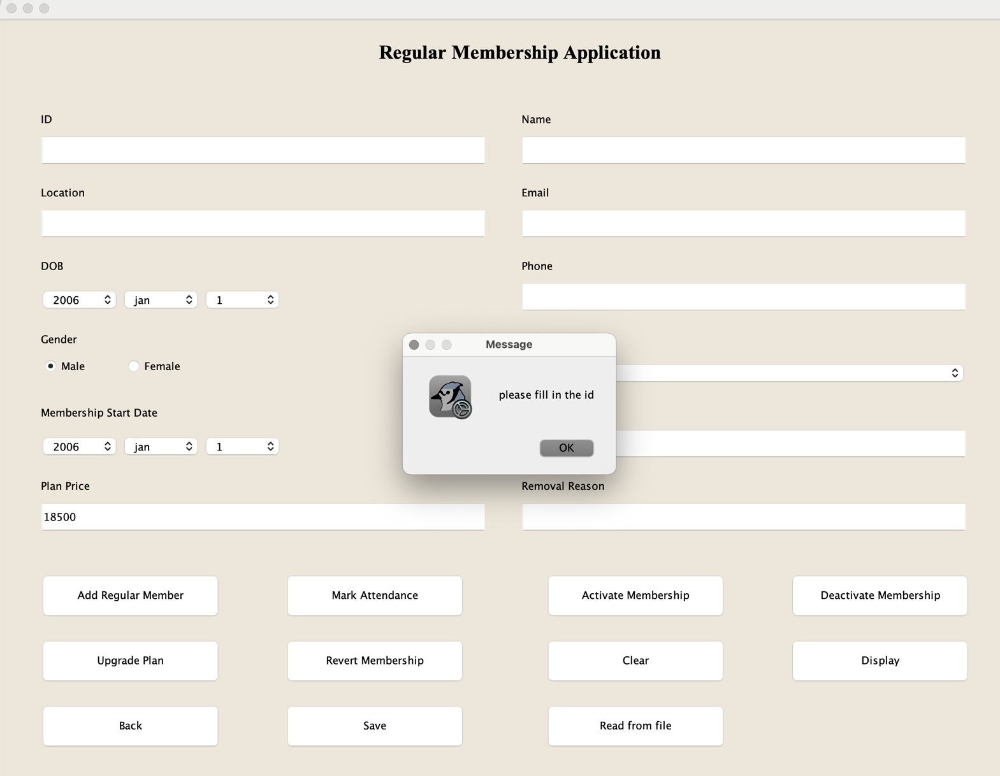 Regular Membership Application
ID
Name
Location
Email
DOB
Phone
2006 jan 1
Gender
Male Female
Message
please fill in the id
OK
Membership Start Date
2006 jan 1
Plan Price
Removal Reason
18500
Add Regular Member
Mark Attendance
Activate Membership
Deactivate Membership
Upgrade Plan
Revert Membership
Clear
Display
Back
Save
Read from file